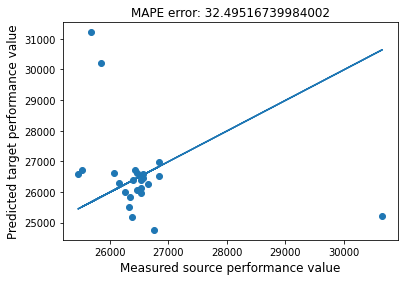 MAPE error: 32.49516739984002
Predicted target performance value
31000
30000
29000
28000
27000
26000
25000
26000 27000 28000 29000 30000
Measured source performance value